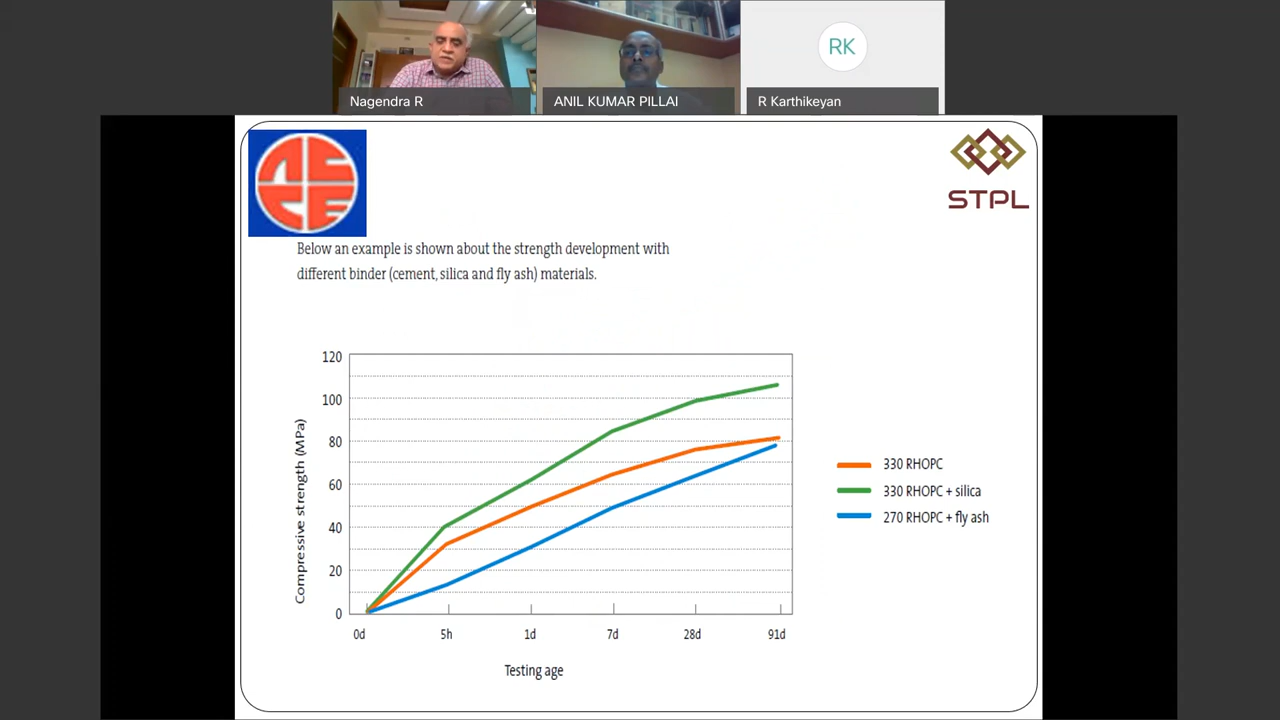 RK
Nagendra R
ANIL KUMAR PILLAI
R Karthikeyan
STPL
Below an example is shown about the strength development with
different binder (cement, silica and fly ash) materials.
120
100
80
60
40
20
0
Compressive strength (MPa)
0d 5h 1d 7d 28d 91d
Testing age
330 RHOPC
330 RHOPC + silica
270 RHOPC + fly ash